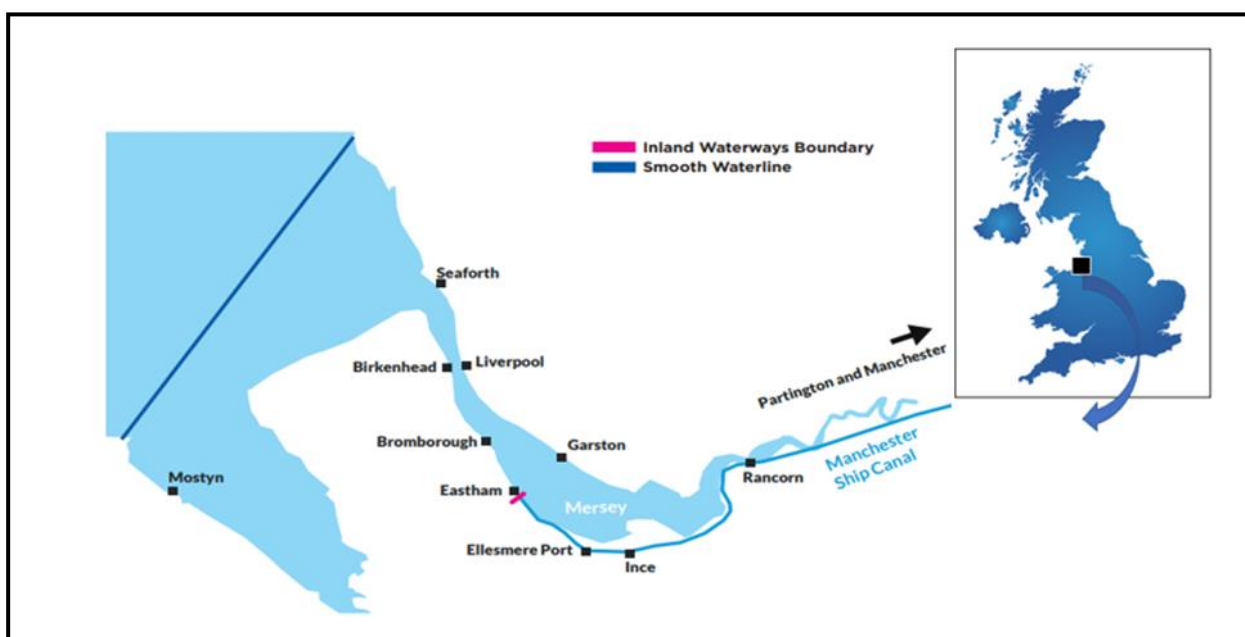 Inland Waterways Boundary
Smooth Waterline
Seaforth
Birkenhead
Liverpool
Partington and Manchester
Bromborough
Garston
Manchester
Ship Canal
Rancorn
Mostyn
Eastham
Mersey
Ellesmere Port
Ince